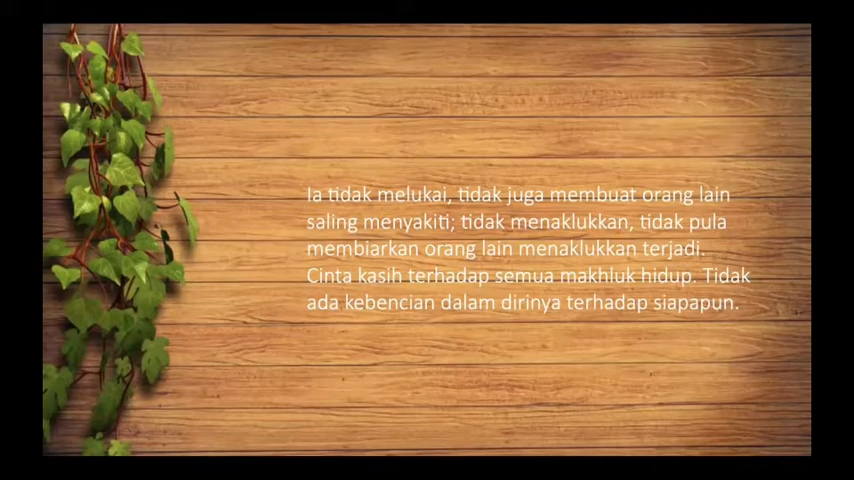 Ia tidak melukai, tidak juga membuat orang lain
saling menyakiti; tidak menaklukkan, tidak pula
membiarkan orang lain menaklukkan terjadi.
Cinta kasih terhadap semua makhluk hidup. Tidak
ada kebencian dalam dirinya terhadap siapapun.